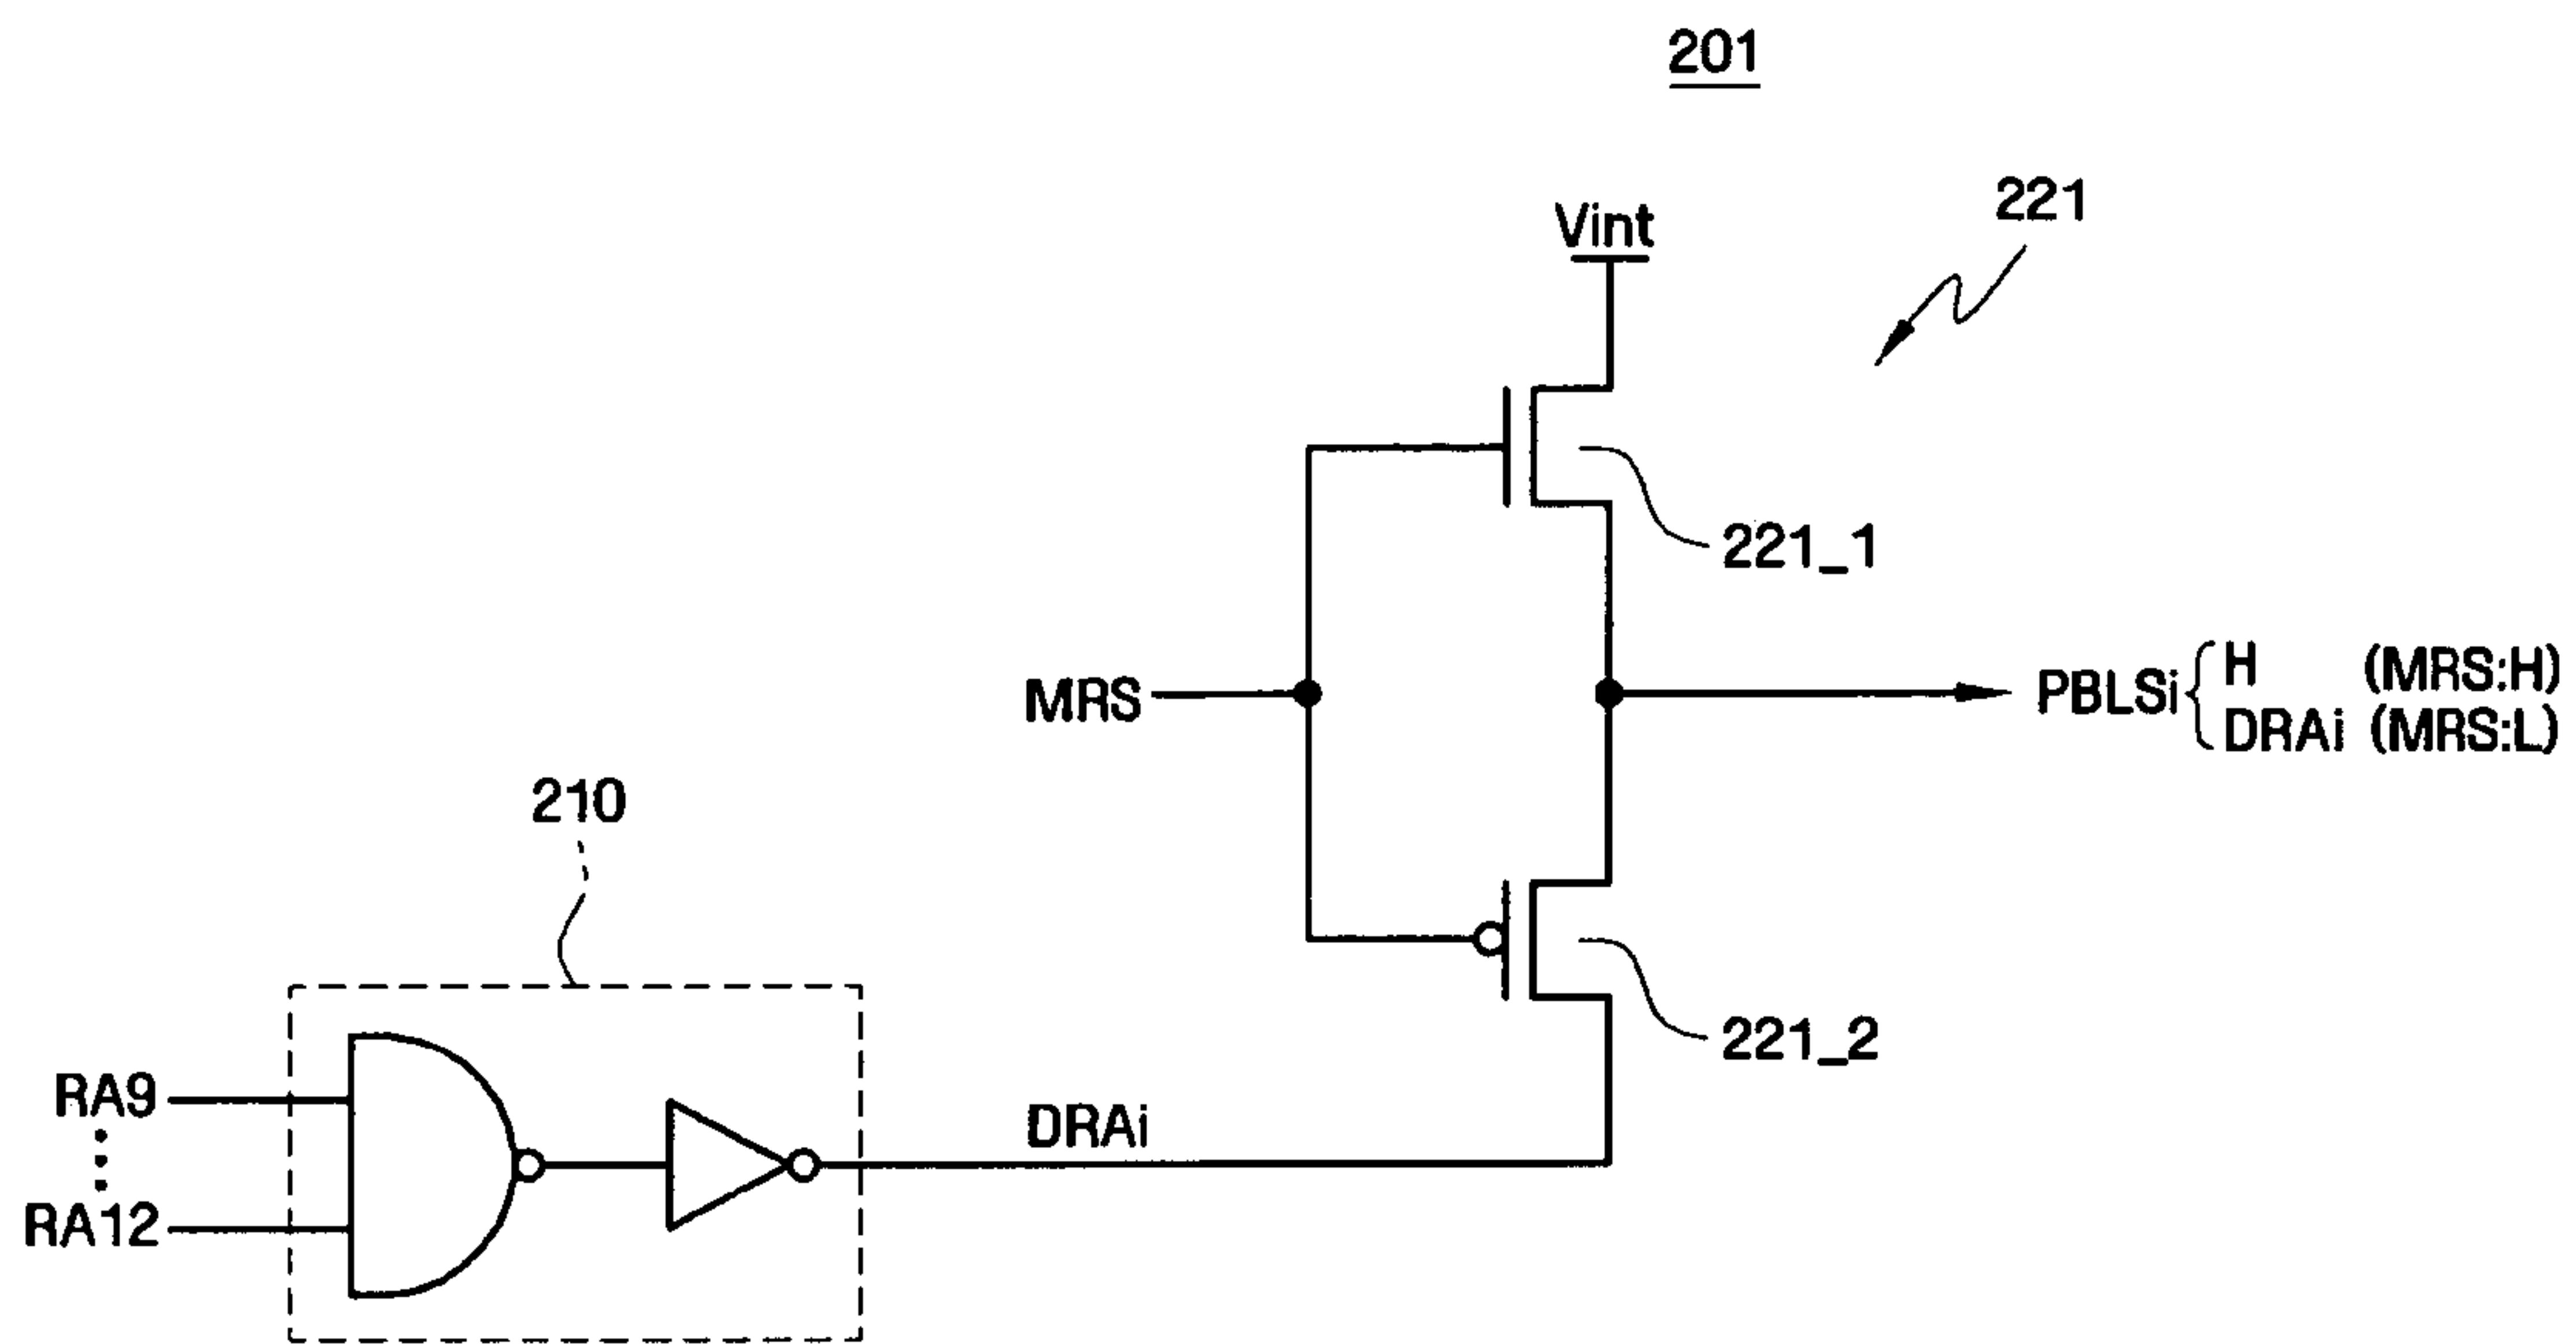 201
221
Vint
221_1
MRS
PBLSi { H (MRS:H)
DRAi (MRS:L)
210
221_2
RA9
DRAi
RA12